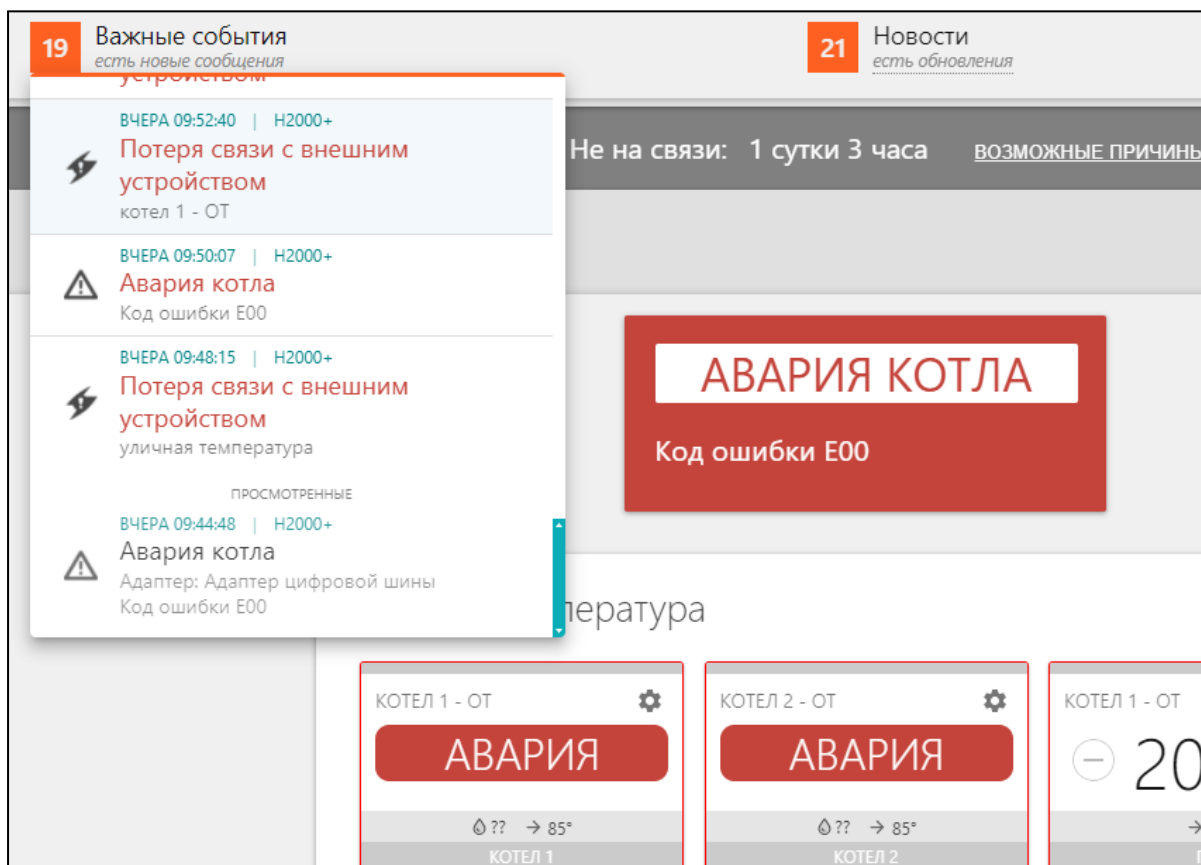 19
Важные события
есть новые сообщения
21
Новости
есть обновления
устройством
ВЧЕРА 09:52:40 | H2000+
Потеря связи с внешним
устройством
котел 1 - ОТ
Не на связи: 1 сутки 3 часа
ВОЗМОЖНЫЕ ПРИЧИНЫ
ВЧЕРА 09:50:07 | H2000+
Авария котла
Код ошибки E00
ВЧЕРА 09:48:15 | H2000+
Потеря связи с внешним
устройством
уличная температура
ПРОСМОТРЕННЫЕ
ВЧЕРА 09:44:48 | H2000+
Авария котла
Адаптер: Адаптер цифровой шины
Код ошибки E00
АВАРИЯ КОТЛА
Код ошибки E00
пература
КОТЕЛ 1 - ОТ
АВАРИЯ
?? → 85°
КОТЕЛ 1
КОТЕЛ 2 - ОТ
АВАРИЯ
?? → 85°
КОТЕЛ 2
КОТЕЛ 1 - ОТ
20